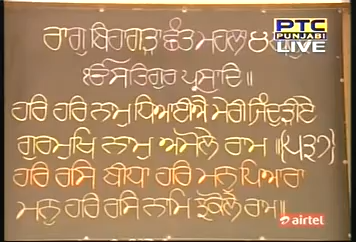 ਰਾਗੁ ਬਿਹਾਗੜਾ ਛੰਤ ਮਹਲਾ ੪
PTC
PUNJABI
LIVE
ੴ ਸਤਿਗੁਰ ਪ੍ਰਸਾਦਿ ॥
ਹਰਿ ਹਰਿ ਨਾਮੁ ਧਿਆਈਐ ਮੇਰੀ ਜਿੰਦੁੜੀਏ
ਗੁਰਮੁਖਿ ਨਾਮੁ ਅਮੋਲੇ ਰਾਮ ॥ (੫੩੭)
ਹਰਿ ਰਸਿ ਬੀਧਾ ਹਰਿ ਮਨੁ ਪਿਆਰਾ
ਮਨੁ ਹਰਿ ਰਸਿ ਨਾਮਿ ਝਕੋਲੇ ਰਾਮ ॥
airtel